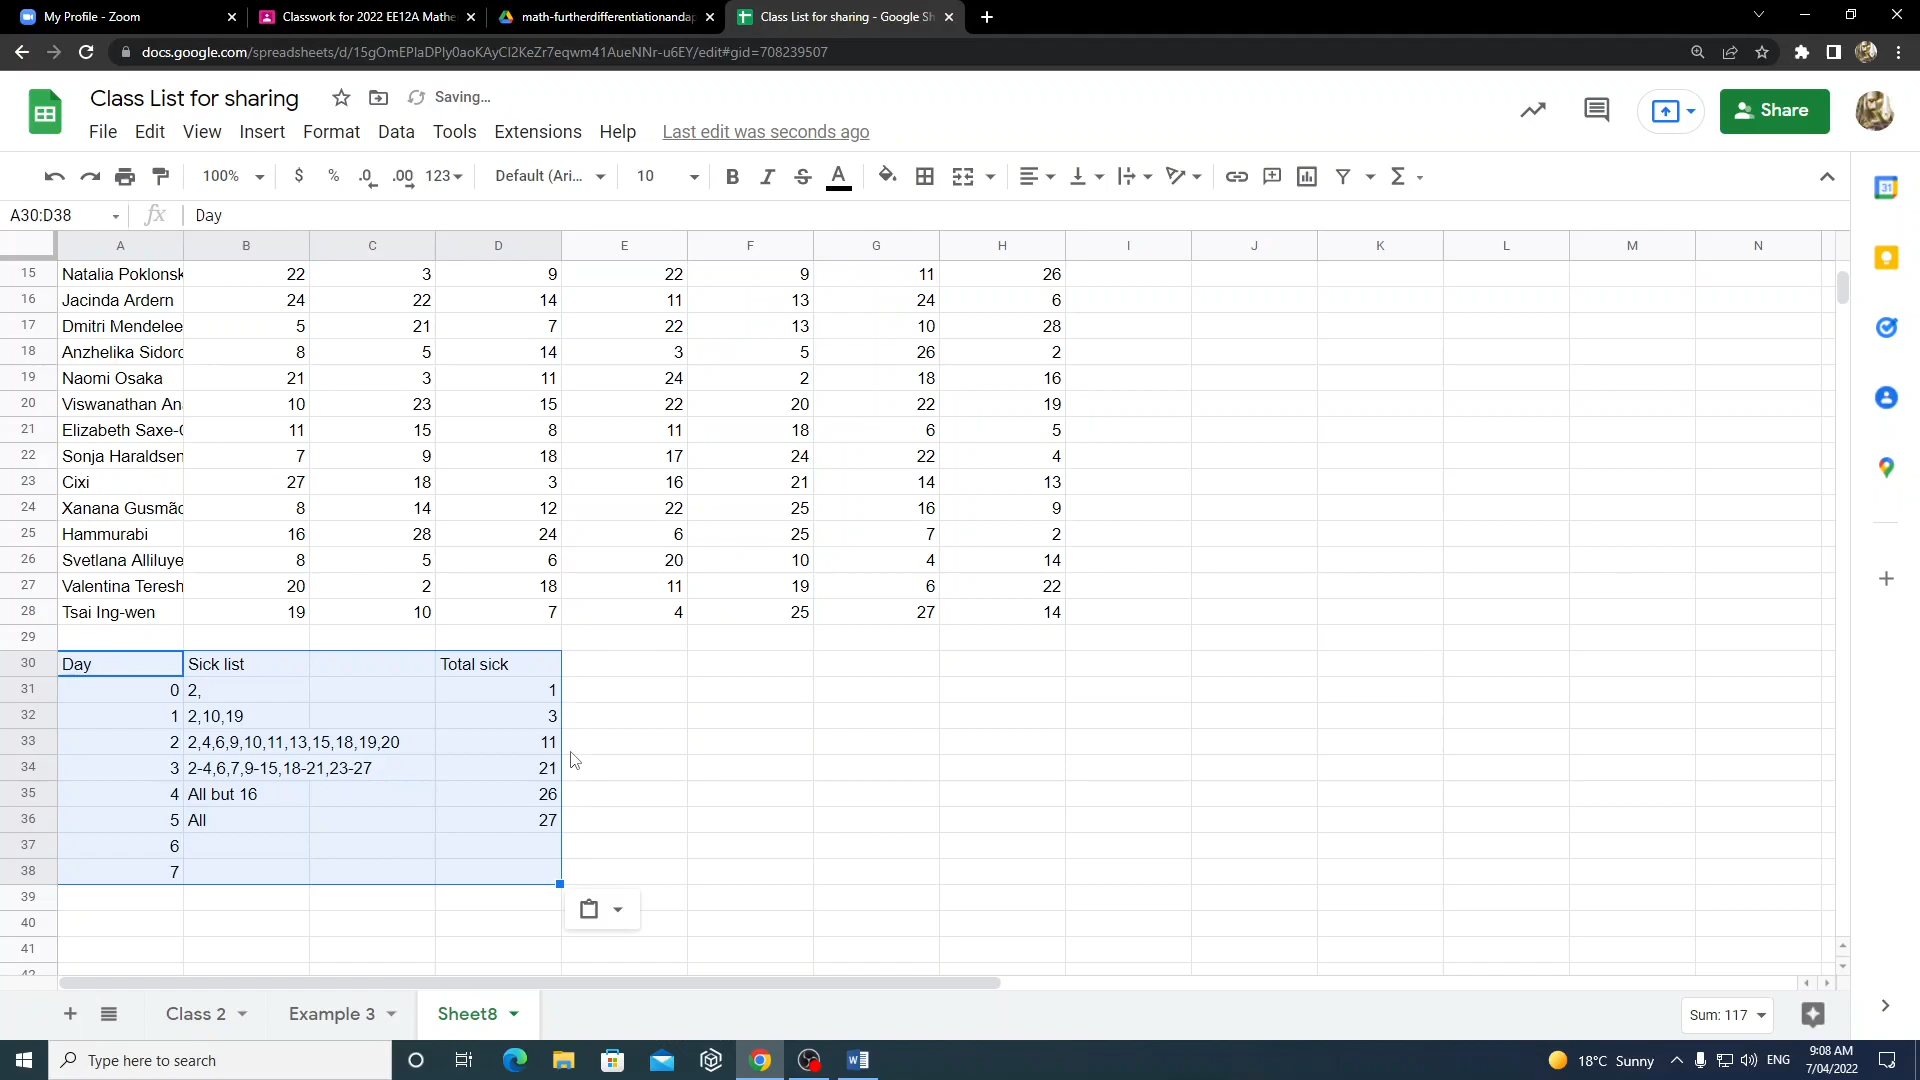 My Profile - Zoom
Classwork for 2022 EE12A Mathe
math-furtherdifferentiationandap
Class List for sharing - Google Sh
docs.google.com/spreadsheets/d/15gOmEPlaDPly0aoKAyCl2KeZr7eqwm41AueNNr-u6EY/edit#gid=708239507
Class List for sharing
Saving...
File Edit View Insert Format Data Tools Extensions Help Last edit was seconds ago
Share
100% $ % .0 .00 123 Default (Ari... 10 B I S A Σ
A30:D38 fx Day
A B C D E F G H I J K L M N
15 Natalia Poklonsk 22 3 9 22 9 11 26
16 Jacinda Ardern 24 22 14 11 13 24 6
17 Dmitri Mendelee 5 21 7 22 13 10 28
18 Anzhelika Sidoro 8 5 14 3 5 26 2
19 Naomi Osaka 21 3 11 24 2 18 16
20 Viswanathan An 10 23 15 22 20 22 19
21 Elizabeth Saxe-C 11 15 8 11 18 6 5
22 Sonja Haraldsen 7 9 18 17 24 22 4
23 Cixi 27 18 3 16 21 14 13
24 Xanana Gusmão 8 14 12 22 25 16 9
25 Hammurabi 16 28 24 6 25 7 2
26 Svetlana Alliluye 8 5 6 20 10 4 14
27 Valentina Teresh 20 2 18 11 19 6 22
28 Tsai Ing-wen 19 10 7 4 25 27 14
29
30 Day Sick list Total sick
31 0 2, 1
32 1 2,10,19 3
33 2 2,4,6,9,10,11,13,15,18,19,20 11
34 3 2-4,6,7,9-15,18-21,23-27 21
35 4 All but 16 26
36 5 All 27
37 6
38 7
39
40
41
42
Class 2 Example 3 Sheet8 Sum: 117
Type here to search
18°C Sunny ENG 9:08 AM
7/04/2022